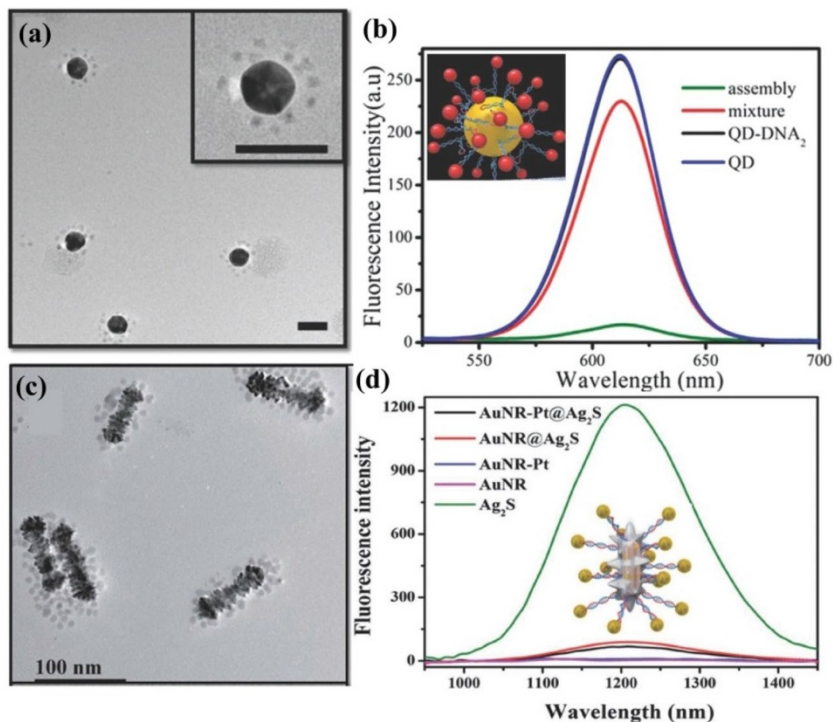 (a)
(b)
Fluorescence Intensity(a.u)
250
200
150
100
50
0
assembly
mixture
QD-DNA₂
QD
550
600
650
700
Wavelength (nm)
(c)
100 nm
(d)
Fluorescence intensity
1200
900
600
300
0
AuNR-Pt@Ag₂S
AuNR@Ag₂S
AuNR-Pt
AuNR
Ag₂S
1000
1100
1200
1300
1400
Wavelength (nm)